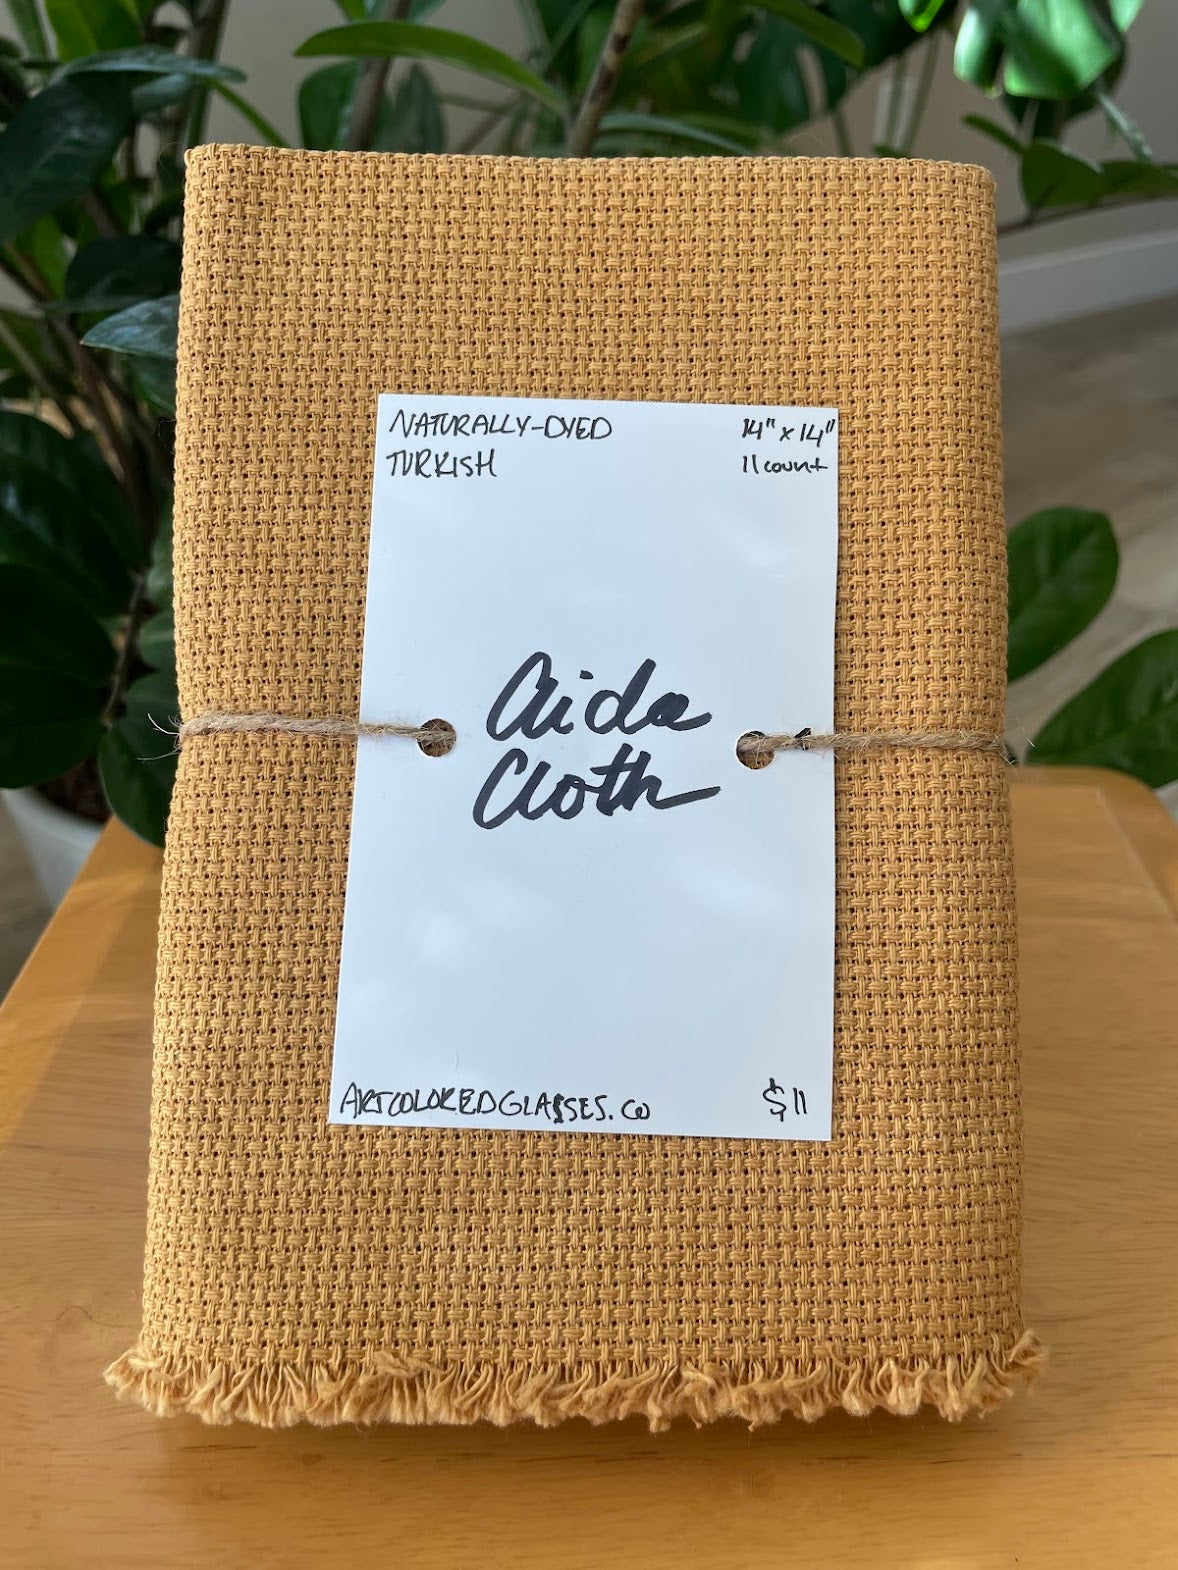 NATURALLY-DYED
TURKISH
14" x 14"
11 count
Aida
Cloth
ARTCOLOREDGLASSES.CO
$11